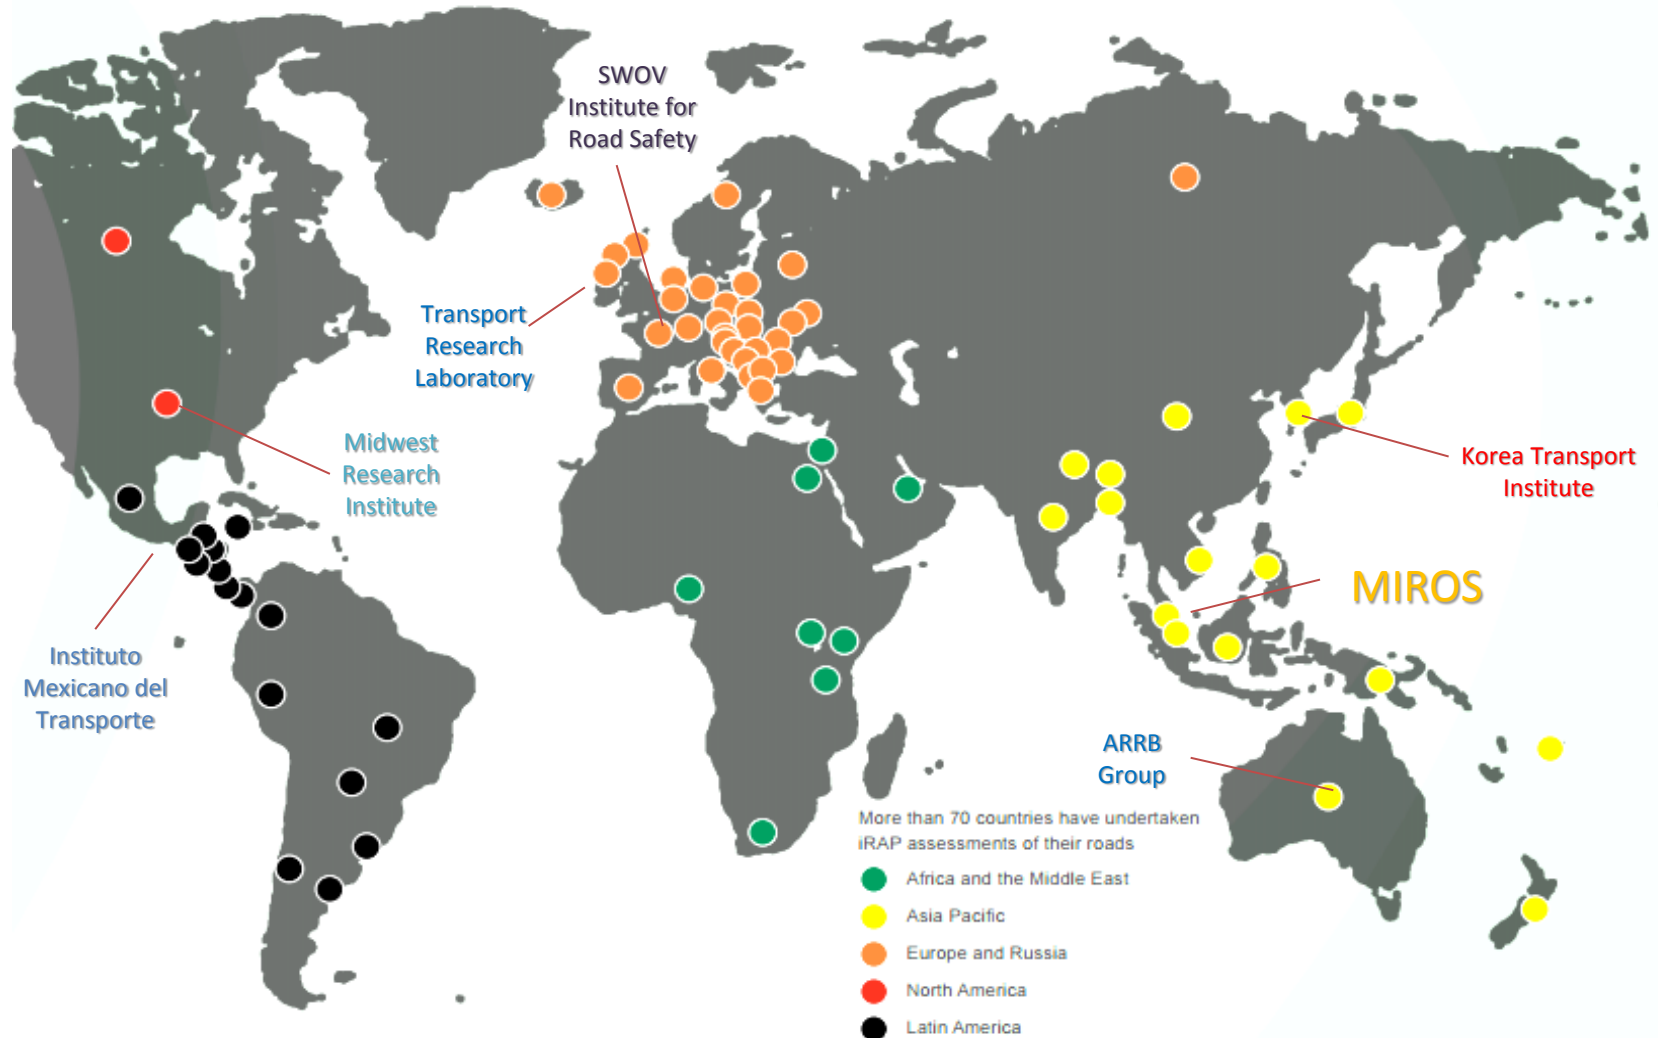 SWOV
Institute for
Road Safety
Transport
Research
Laboratory
Midwest
Research
Institute
Korea Transport
Institute
MIROS
Instituto
Mexicano del
Transporte
ARRB
Group
More than 70 countries have undertaken
iRAP assessments of their roads
Africa and the Middle East
Asia Pacific
Europe and Russia
North America
Latin America